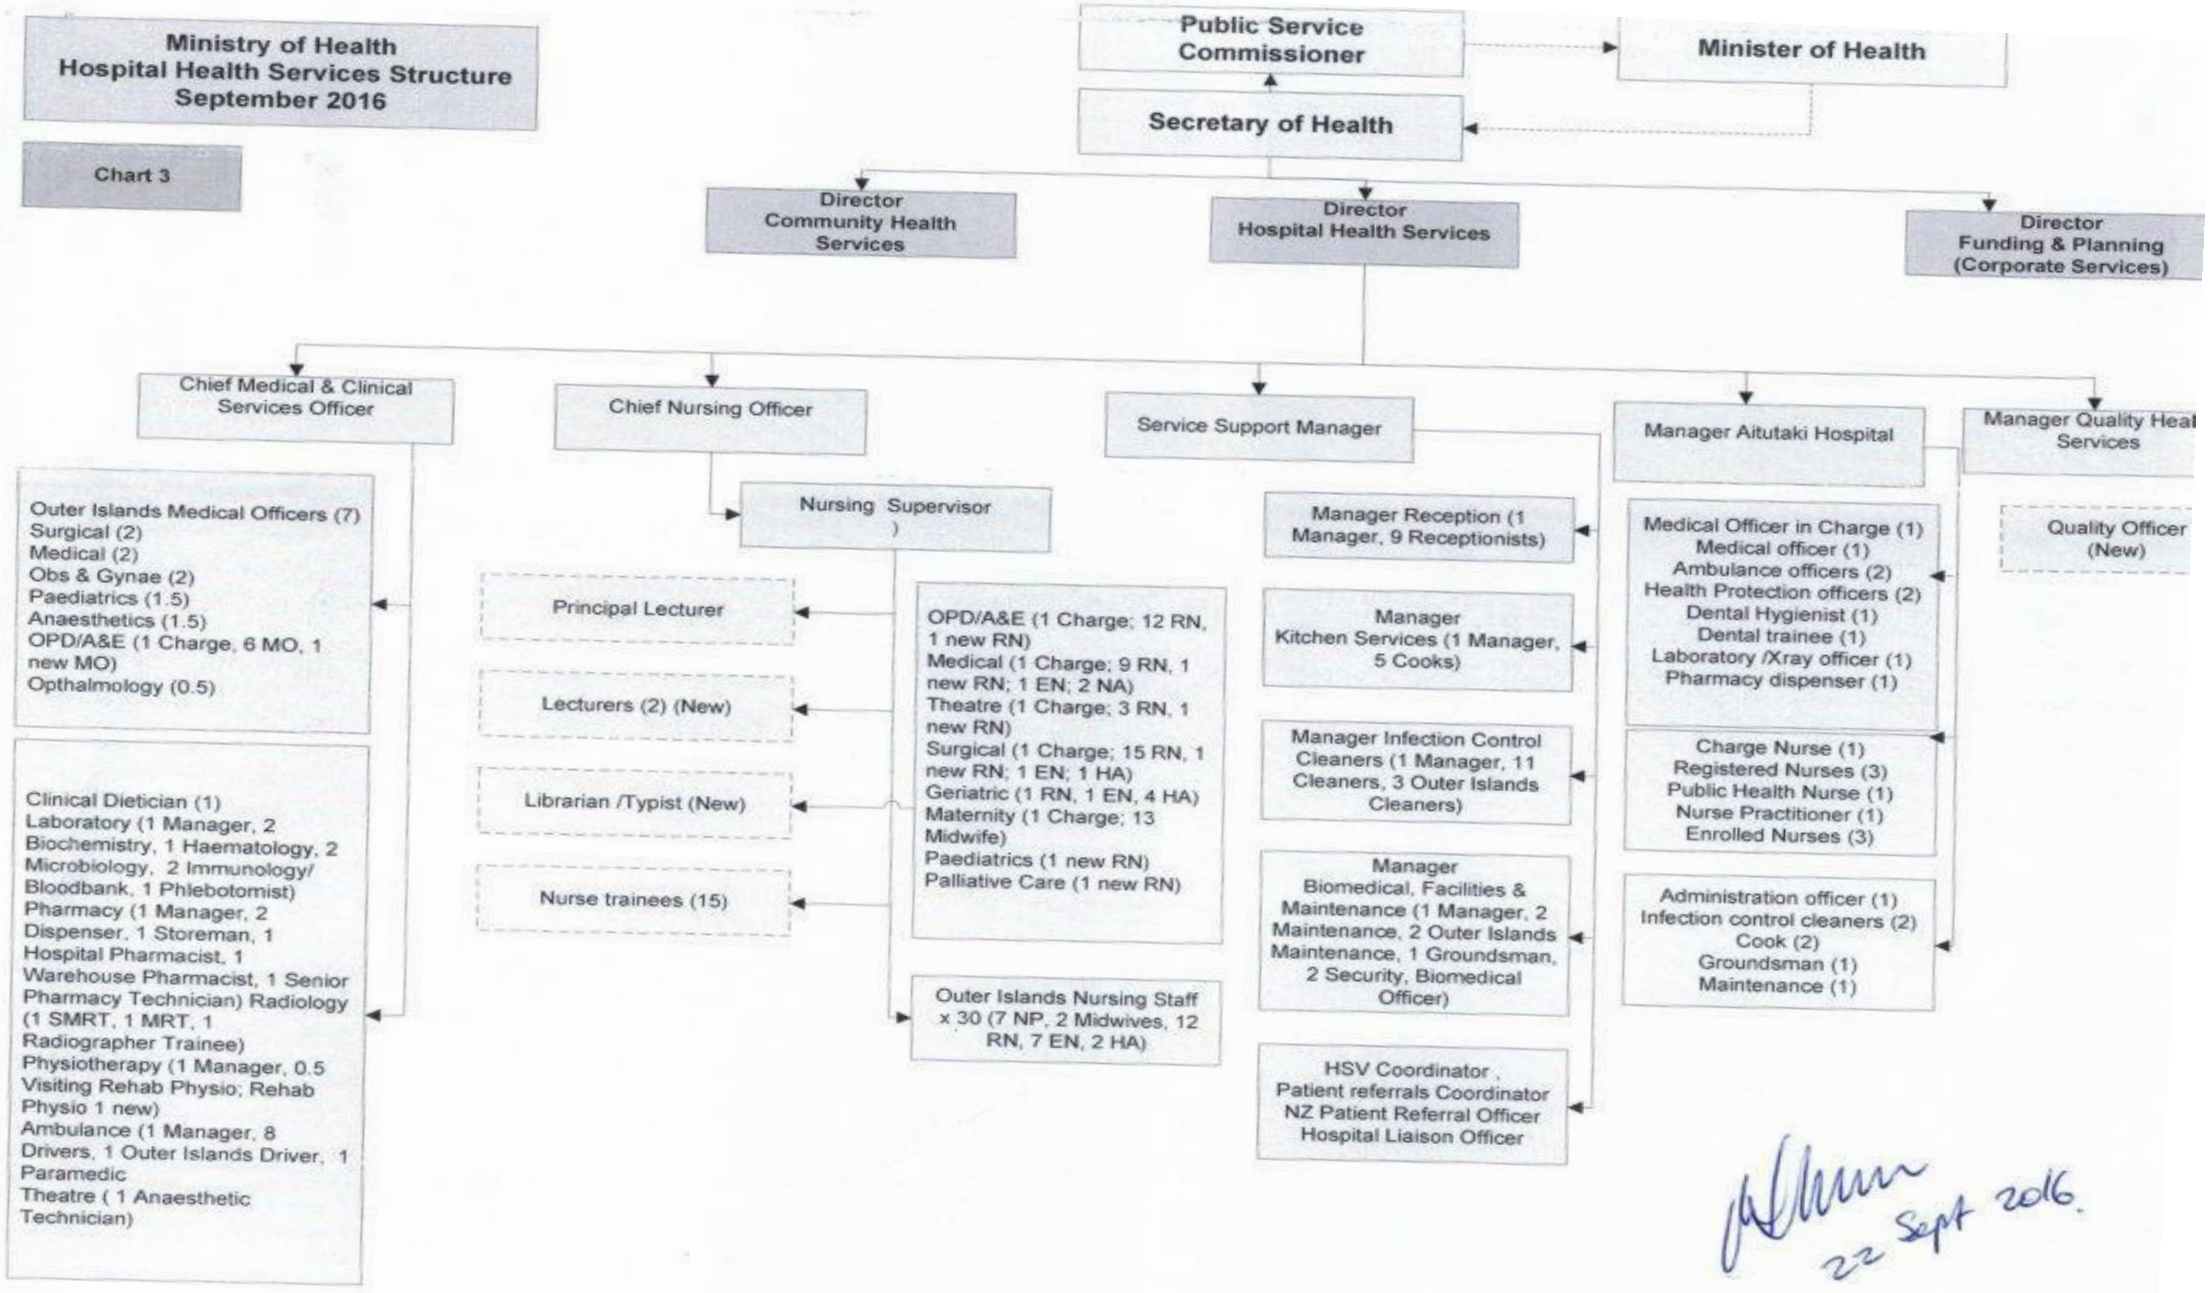 Ministry of Health
Hospital Health Services Structure
September 2016
Chart 3
Public Service
Commissioner
Minister of Health
Secretary of Health
Director
Community Health
Services
Director
Hospital Health Services
Director
Funding & Planning
(Corporate Services)
Chief Medical & Clinical
Services Officer
Chief Nursing Officer
Service Support Manager
Manager Aitutaki Hospital
Manager Quality Heal
Services
Outer Islands Medical Officers (7)
Surgical (2)
Medical (2)
Obs & Gynae (2)
Paediatrics (1.5)
Anaesthetics (1.5)
OPD/A&E (1 Charge, 6 MO, 1
new MO)
Opthalmology (0.5)
Clinical Dietician (1)
Laboratory (1 Manager, 2
Biochemistry, 1 Haematology, 2
Microbiology, 2 Immunology/
Bloodbank, 1 Phlebotomist)
Pharmacy (1 Manager, 2
Dispenser, 1 Storeman, 1
Hospital Pharmacist, 1
Warehouse Pharmacist, 1 Senior
Pharmacy Technician) Radiology
(1 SMRT, 1 MRT, 1
Radiographer Trainee)
Physiotherapy (1 Manager, 0.5
Visiting Rehab Physio; Rehab
Physio 1 new)
Ambulance (1 Manager, 8
Drivers, 1 Outer Islands Driver, 1
Paramedic
Theatre ( 1 Anaesthetic
Technician)
Nursing Supervisor
)
Principal Lecturer
Lecturers (2) (New)
Librarian /Typist (New)
Nurse trainees (15)
OPD/A&E (1 Charge; 12 RN,
1 new RN)
Medical (1 Charge; 9 RN, 1
new RN; 1 EN; 2 NA)
Theatre (1 Charge; 3 RN, 1
new RN)
Surgical (1 Charge; 15 RN, 1
new RN; 1 EN; 1 HA)
Geriatric (1 RN, 1 EN, 4 HA)
Maternity (1 Charge; 13
Midwife)
Paediatrics (1 new RN)
Palliative Care (1 new RN)
Outer Islands Nursing Staff
x 30 (7 NP, 2 Midwives, 12
RN, 7 EN, 2 HA)
Manager Reception (1
Manager, 9 Receptionists)
Manager
Kitchen Services (1 Manager,
5 Cooks)
Manager Infection Control
Cleaners (1 Manager, 11
Cleaners, 3 Outer Islands
Cleaners)
Manager
Biomedical, Facilities &
Maintenance (1 Manager, 2
Maintenance, 2 Outer Islands
Maintenance, 1 Groundsman,
2 Security, Biomedical
Officer)
HSV Coordinator ,
Patient referrals Coordinator
NZ Patient Referral Officer
Hospital Liaison Officer
Medical Officer in Charge (1)
Medical officer (1)
Ambulance officers (2)
Health Protection officers (2)
Dental Hygienist (1)
Dental trainee (1)
Laboratory /Xray officer (1)
Pharmacy dispenser (1)
Charge Nurse (1)
Registered Nurses (3)
Public Health Nurse (1)
Nurse Practitioner (1)
Enrolled Nurses (3)
Administration officer (1)
Infection control cleaners (2)
Cook (2)
Groundsman (1)
Maintenance (1)
Quality Officer
(New)
22 Sept 2016.